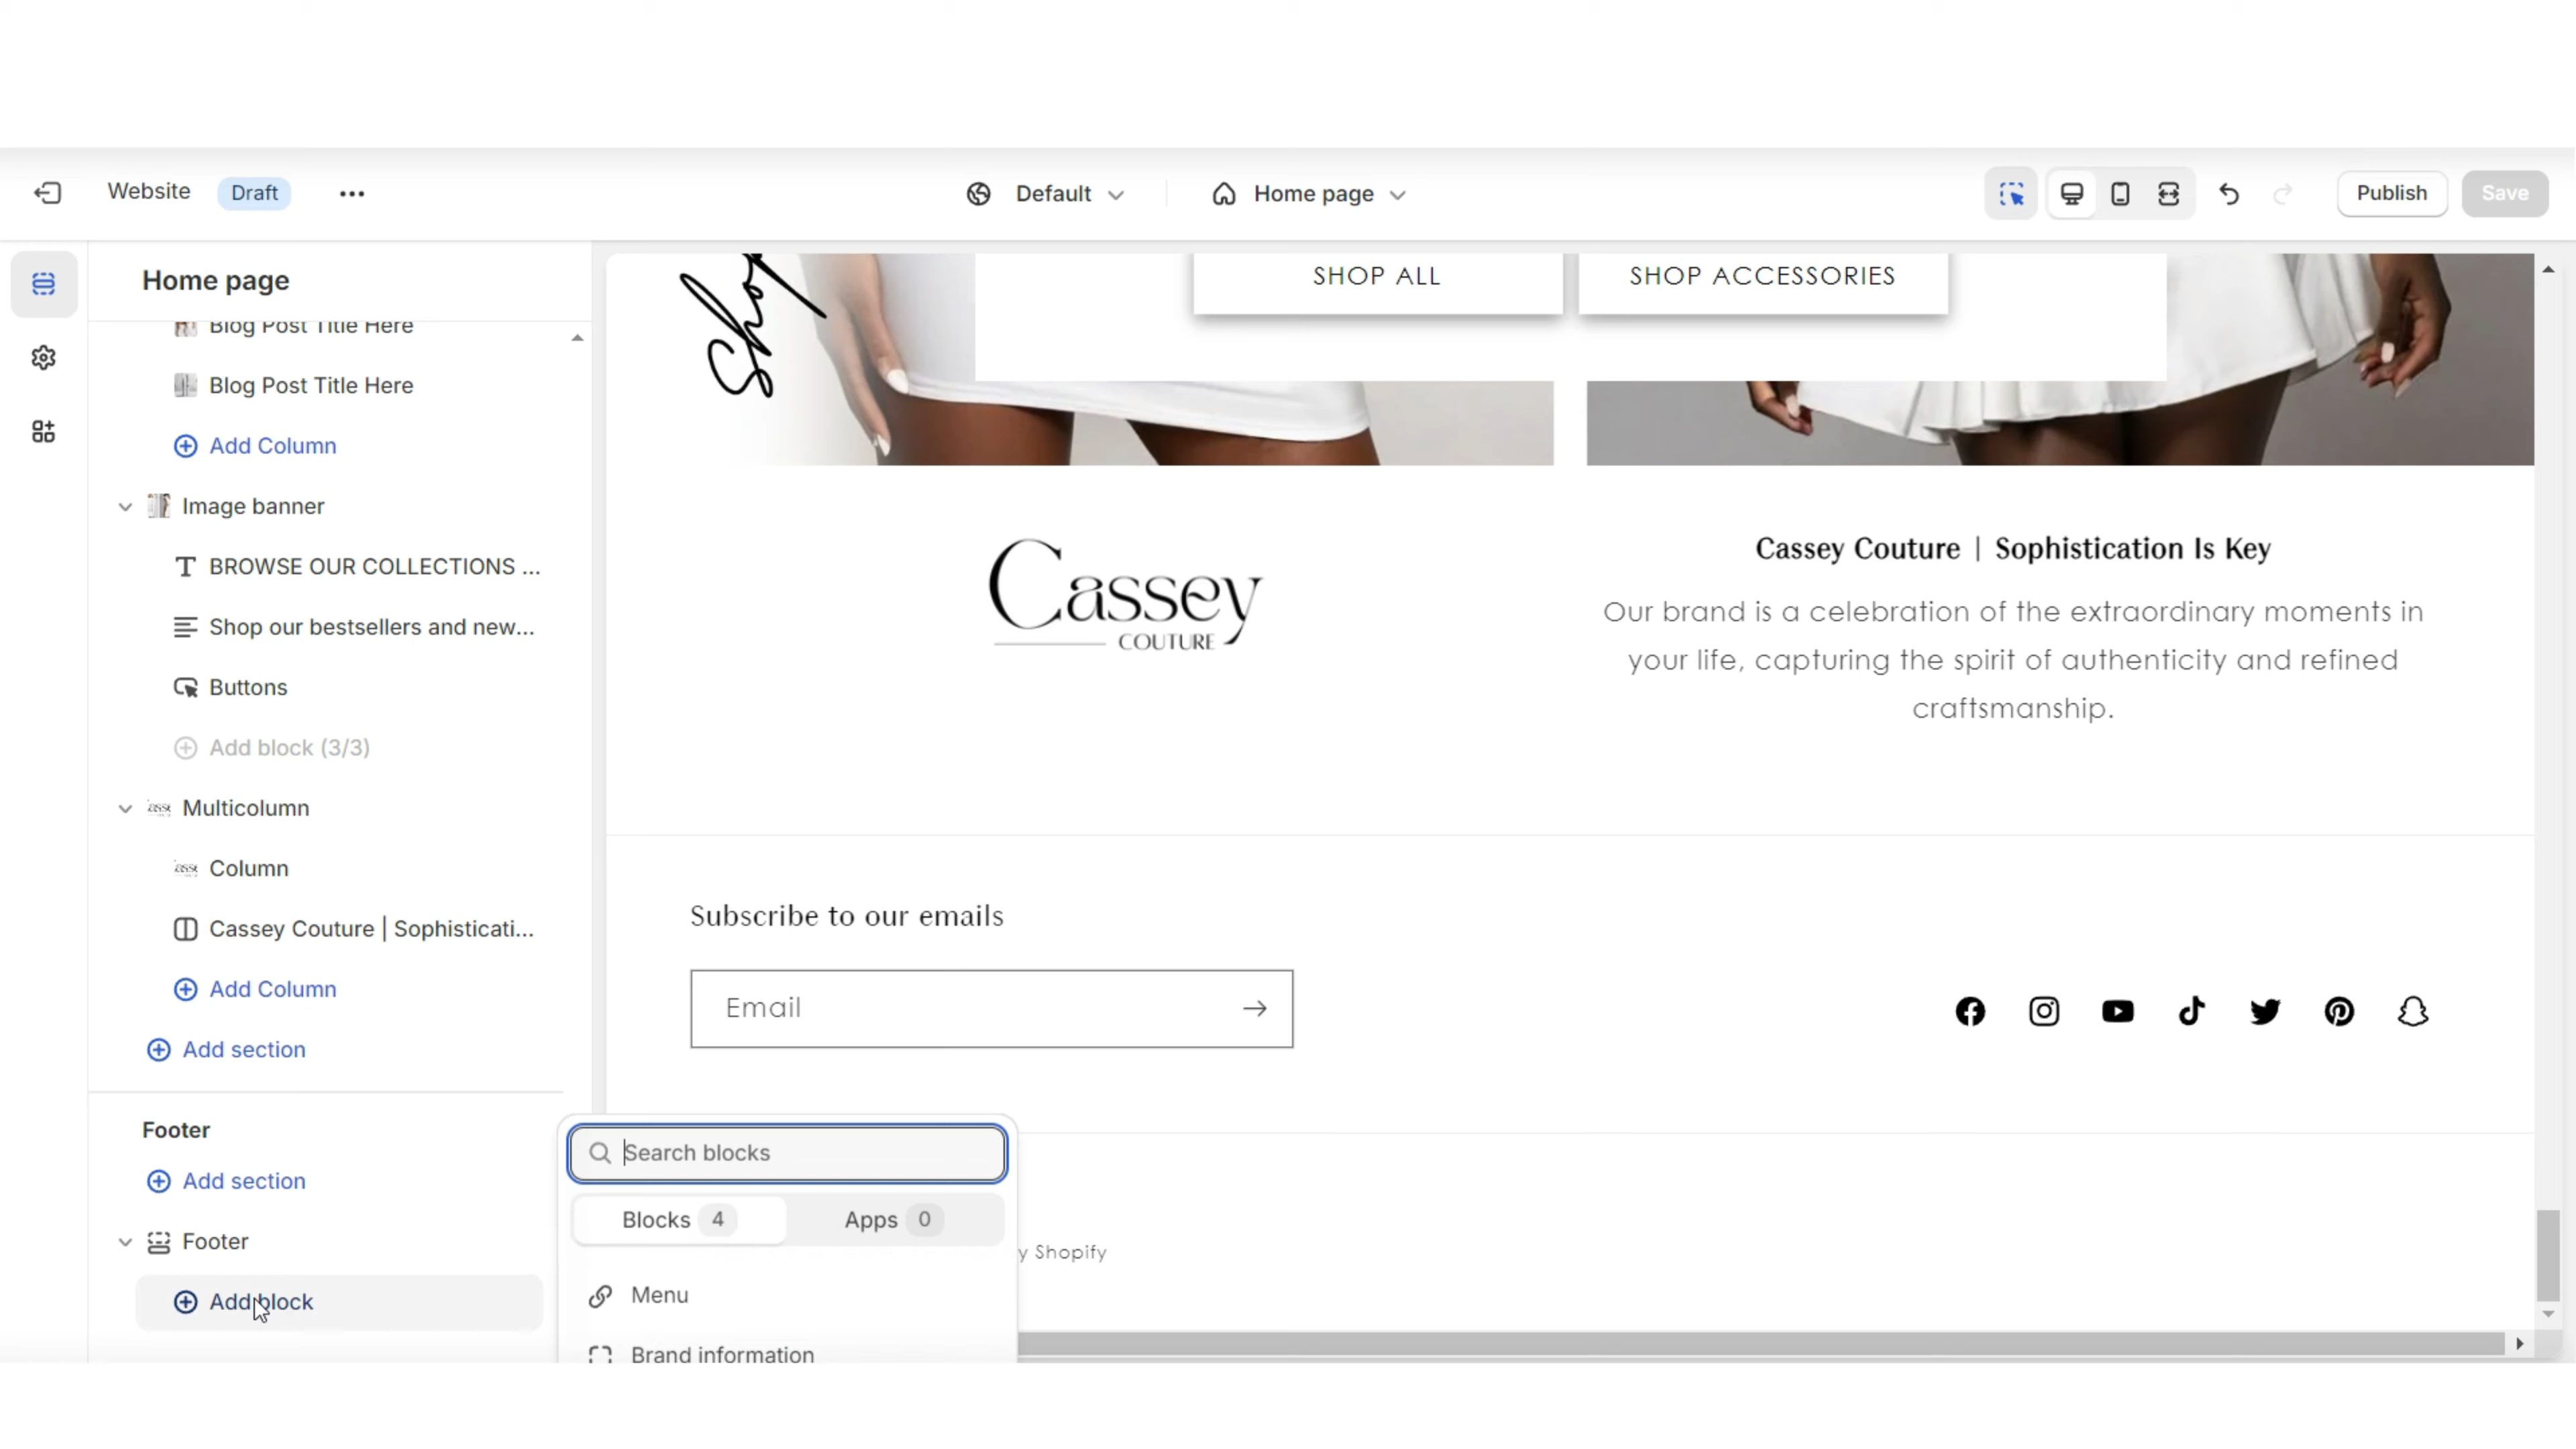 Website
Draft
Default
Home page
Publish
Save
Home page
Blog Post Title Here
Blog Post Title Here
Add Column
Image banner
BROWSE OUR COLLECTIONS ...
Shop our bestsellers and new...
Buttons
Add block (3/3)
Multicolumn
Column
Cassey Couture | Sophisticati...
Add Column
Add section
Footer
Add section
Footer
Add block
Search blocks
Blocks 4
Apps 0
Menu
Brand information
Shop
SHOP ALL
SHOP ACCESSORIES
Cassey
COUTURE
Cassey Couture | Sophistication Is Key
Our brand is a celebration of the extraordinary moments in
your life, capturing the spirit of authenticity and refined
craftsmanship.
Subscribe to our emails
Email
y Shopify